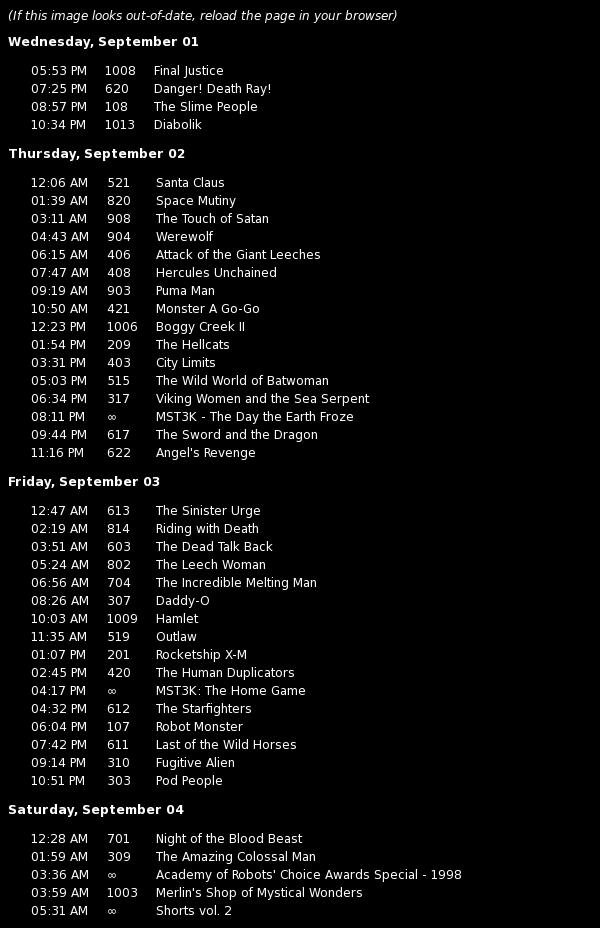 (If this image looks out-of-date, reload the page in your browser)
Wednesday, September 01
05:53 PM 1008 Final Justice
07:25 PM 620 Danger! Death Ray!
08:57 PM 108 The Slime People
10:34 PM 1013 Diabolik
Thursday, September 02
12:06 AM 521 Santa Claus
01:39 AM 820 Space Mutiny
03:11 AM 908 The Touch of Satan
04:43 AM 904 Werewolf
06:15 AM 406 Attack of the Giant Leeches
07:47 AM 408 Hercules Unchained
09:19 AM 903 Puma Man
10:50 AM 421 Monster A Go-Go
12:23 PM 1006 Boggy Creek II
01:54 PM 209 The Hellcats
03:31 PM 403 City Limits
05:03 PM 515 The Wild World of Batwoman
06:34 PM 317 Viking Women and the Sea Serpent
08:11 PM ∞ MST3K - The Day the Earth Froze
09:44 PM 617 The Sword and the Dragon
11:16 PM 622 Angel's Revenge
Friday, September 03
12:47 AM 613 The Sinister Urge
02:19 AM 814 Riding with Death
03:51 AM 603 The Dead Talk Back
05:24 AM 802 The Leech Woman
06:56 AM 704 The Incredible Melting Man
08:26 AM 307 Daddy-O
10:03 AM 1009 Hamlet
11:35 AM 519 Outlaw
01:07 PM 201 Rocketship X-M
02:45 PM 420 The Human Duplicators
04:17 PM ∞ MST3K: The Home Game
04:32 PM 612 The Starfighters
06:04 PM 107 Robot Monster
07:42 PM 611 Last of the Wild Horses
09:14 PM 310 Fugitive Alien
10:51 PM 303 Pod People
Saturday, September 04
12:28 AM 701 Night of the Blood Beast
01:59 AM 309 The Amazing Colossal Man
03:36 AM ∞ Academy of Robots' Choice Awards Special - 1998
03:59 AM 1003 Merlin's Shop of Mystical Wonders
05:31 AM ∞ Shorts vol. 2